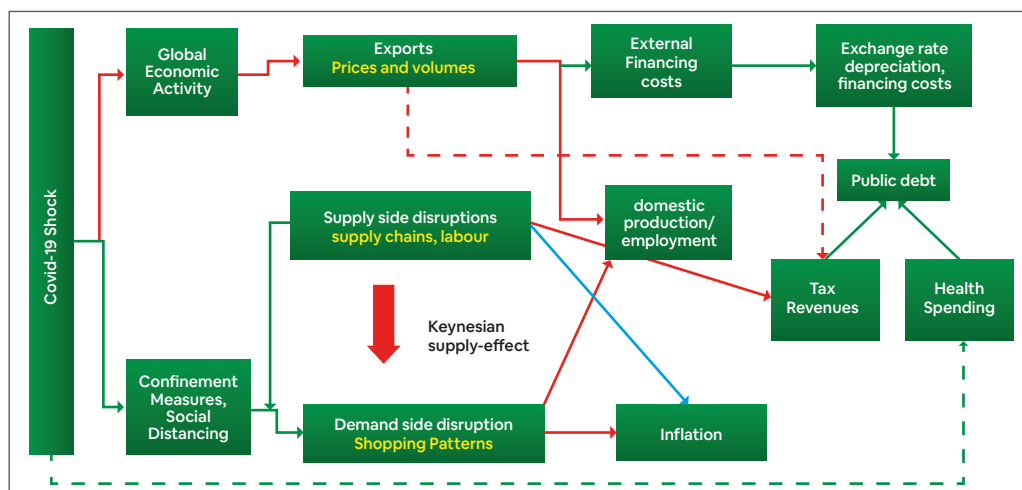 Covid-19 Shock
Global
Economic
Activity
Exports
Prices and volumes
External
Financing
costs
Exchange rate
depreciation,
financing costs
Public debt
Supply side disruptions
supply chains, labour
domestic
production/
employment
Tax
Revenues
Health
Spending
Keynesian
supply-effect
Confinement
Measures,
Social
Distancing
Demand side disruption
Shopping Patterns
Inflation